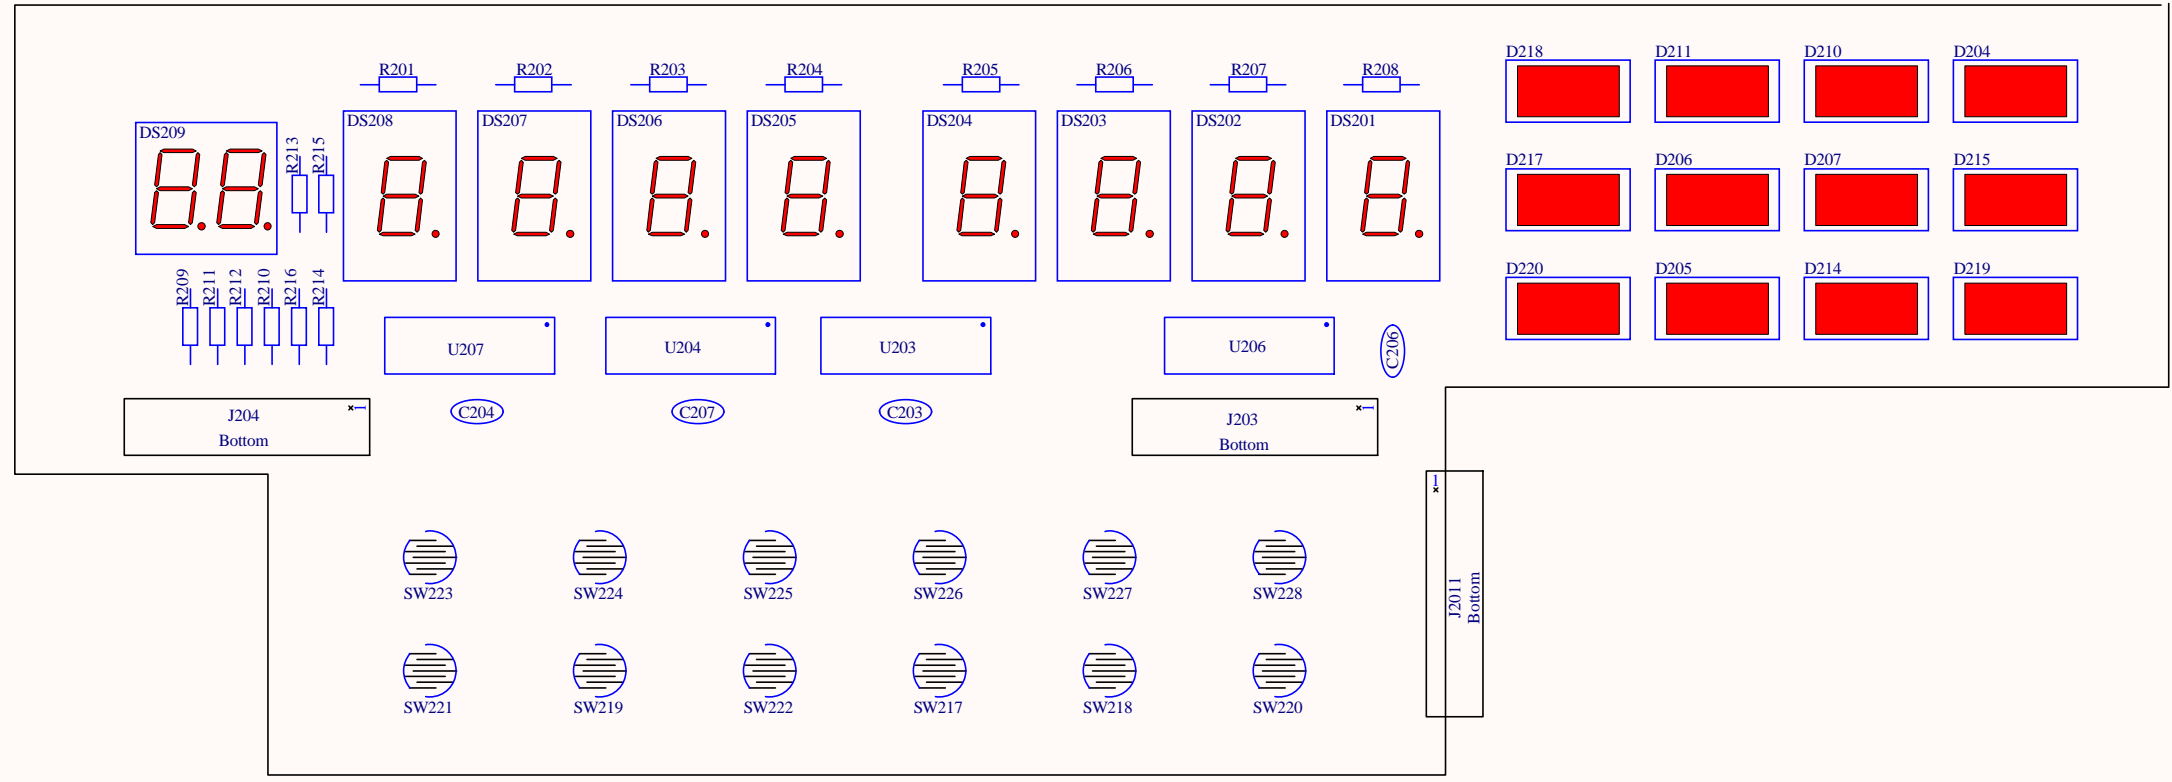 D218 D211 D210 D204
R201 R202 R203 R204 R205 R206 R207 R208
DS209 DS208 DS207 DS206 DS205 DS204 DS203 DS202 DS201
R213 R215
D217 D206 D207 D215
R209 R211 R212 R210 R216 R214
D220 D205 D214 D219
U207 U204 U203 U206 C206
J204 1
Bottom
C204 C207 C203
J203 1
Bottom
1
J2011
Bottom
SW223 SW224 SW225 SW226 SW227 SW228
SW221 SW219 SW222 SW217 SW218 SW220